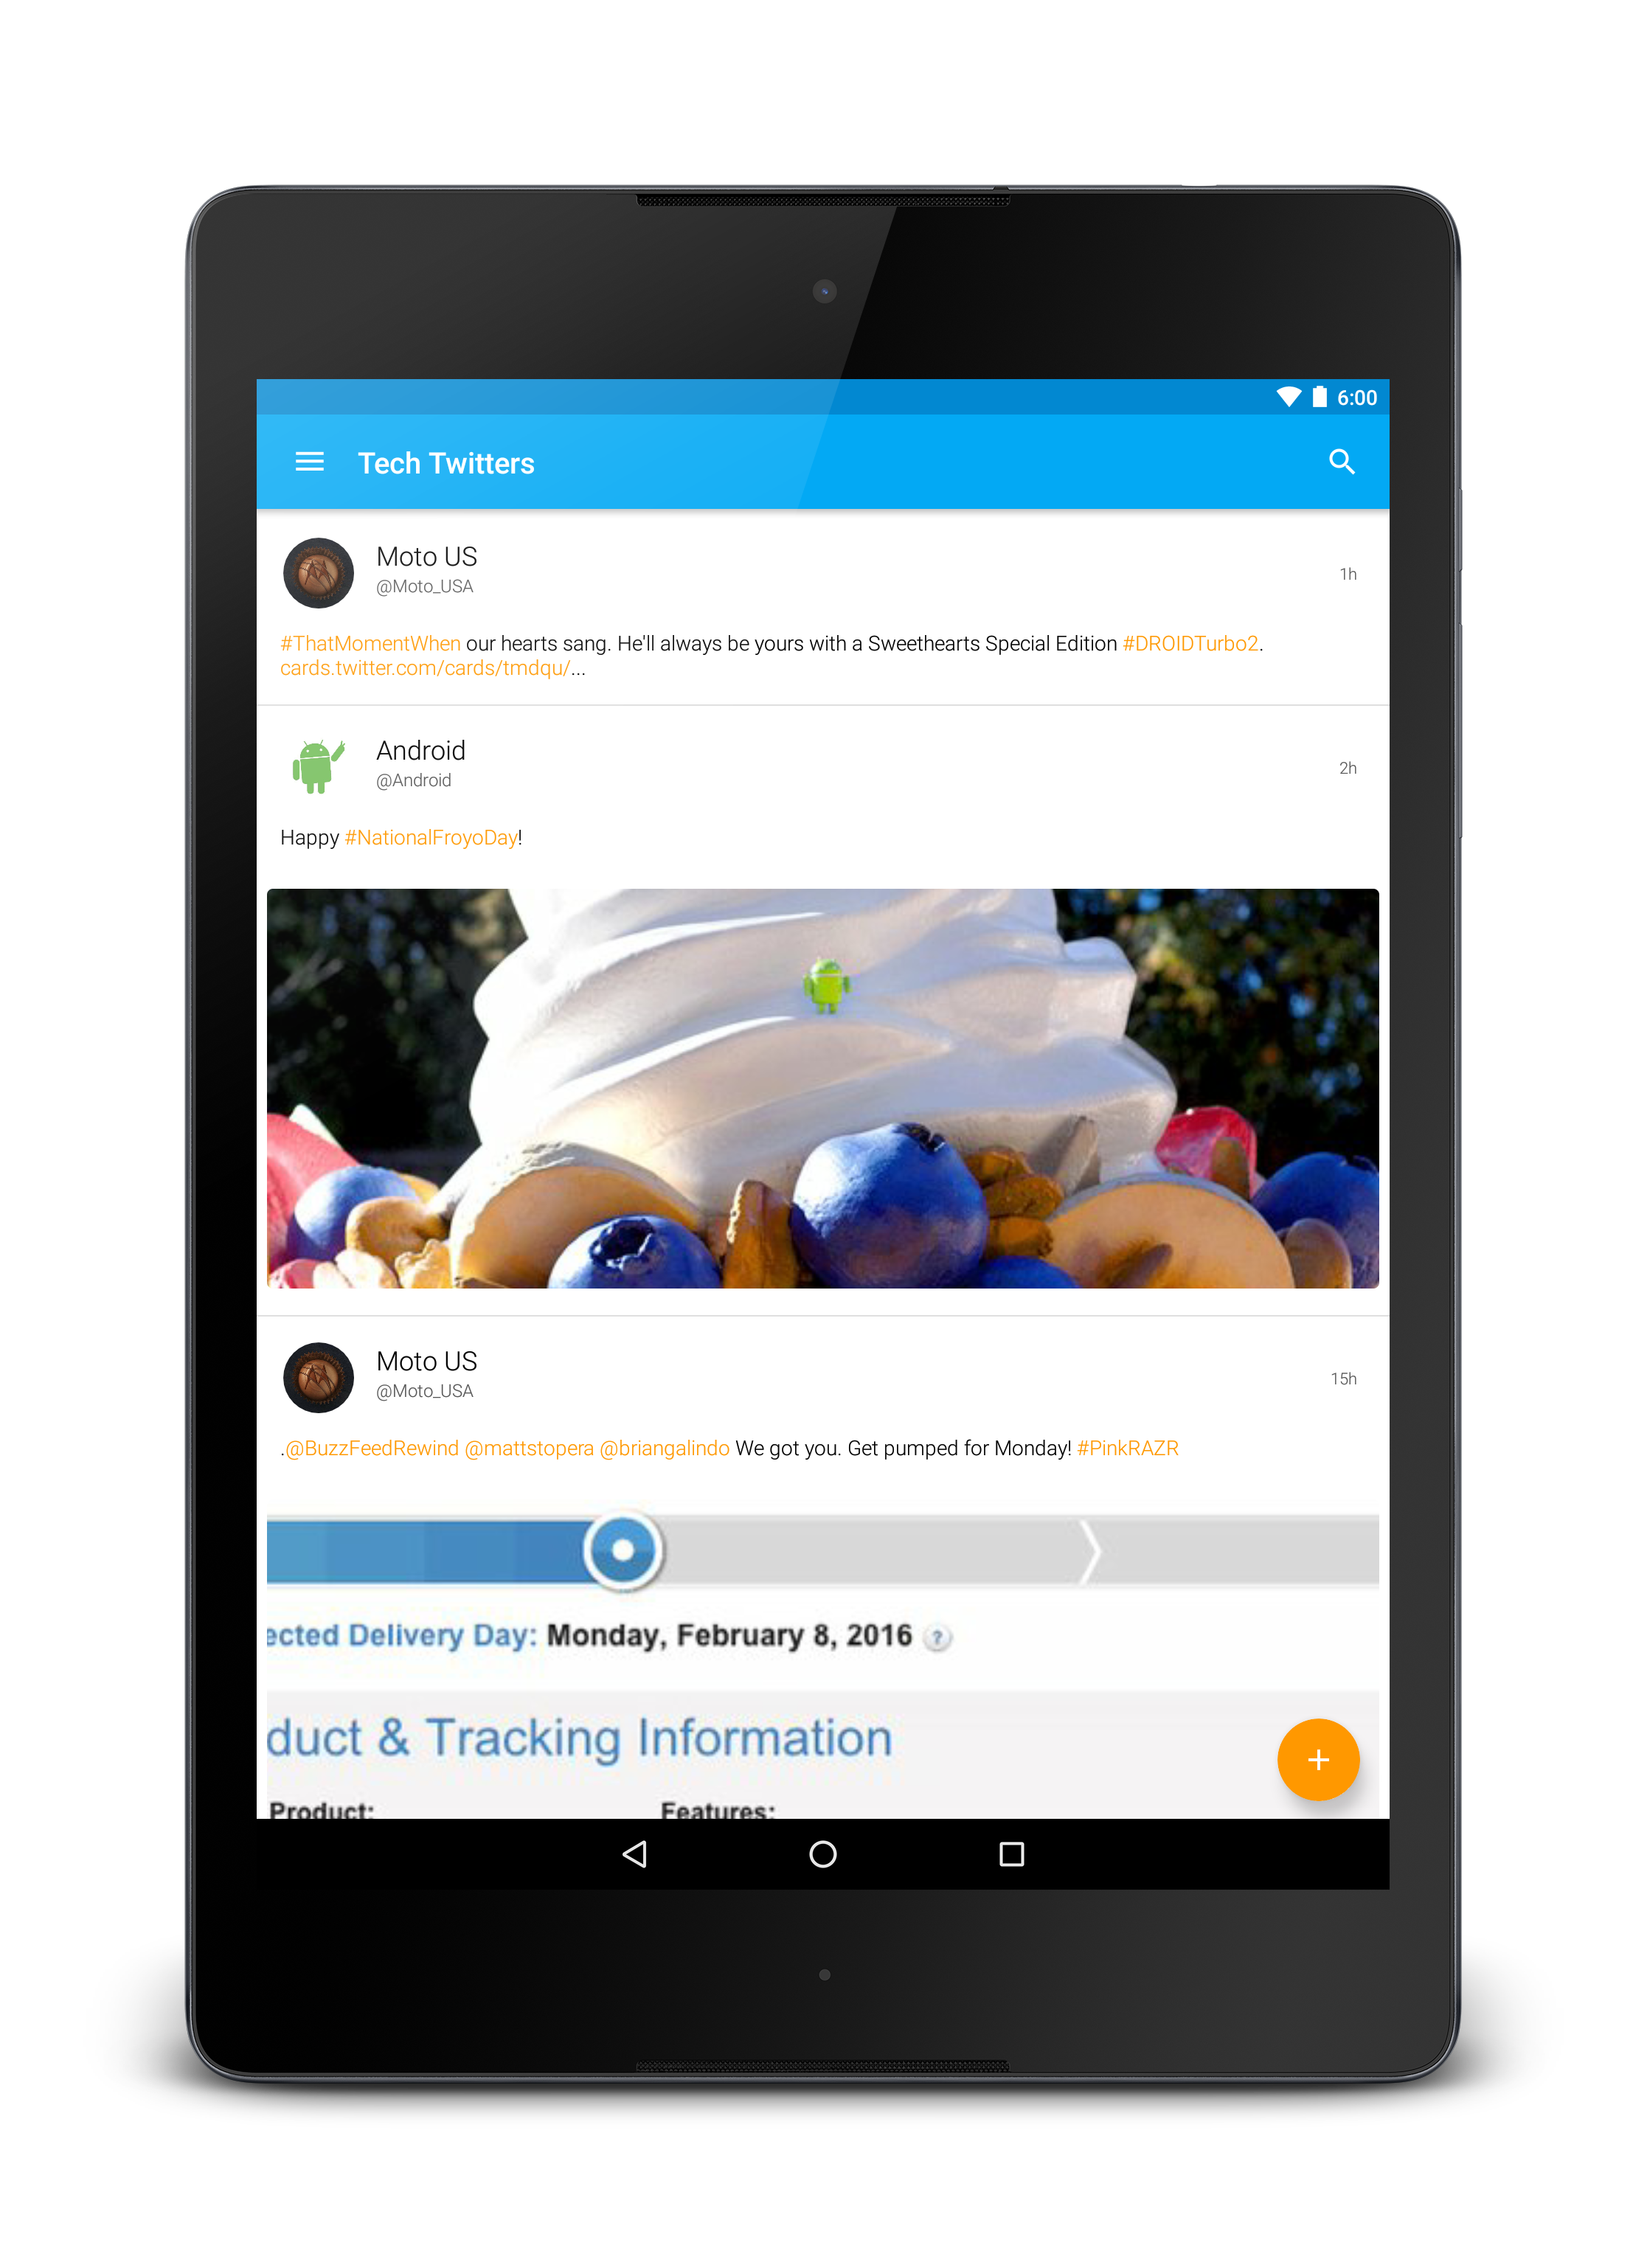 6:00
Tech Twitters
Moto US
@Moto_USA
1h
#ThatMomentWhen our hearts sang. He'll always be yours with a Sweethearts Special Edition #DROIDTurbo2.
cards.twitter.com/cards/tmdqu/...
Android
@Android
2h
Happy #NationalFroyoDay!
Moto US
@Moto_USA
15h
.@BuzzFeedRewind @mattstopera @briangalindo We got you. Get pumped for Monday! #PinkRAZR
ected Delivery Day: Monday, February 8, 2016 ?
duct & Tracking Information
Product: Features: